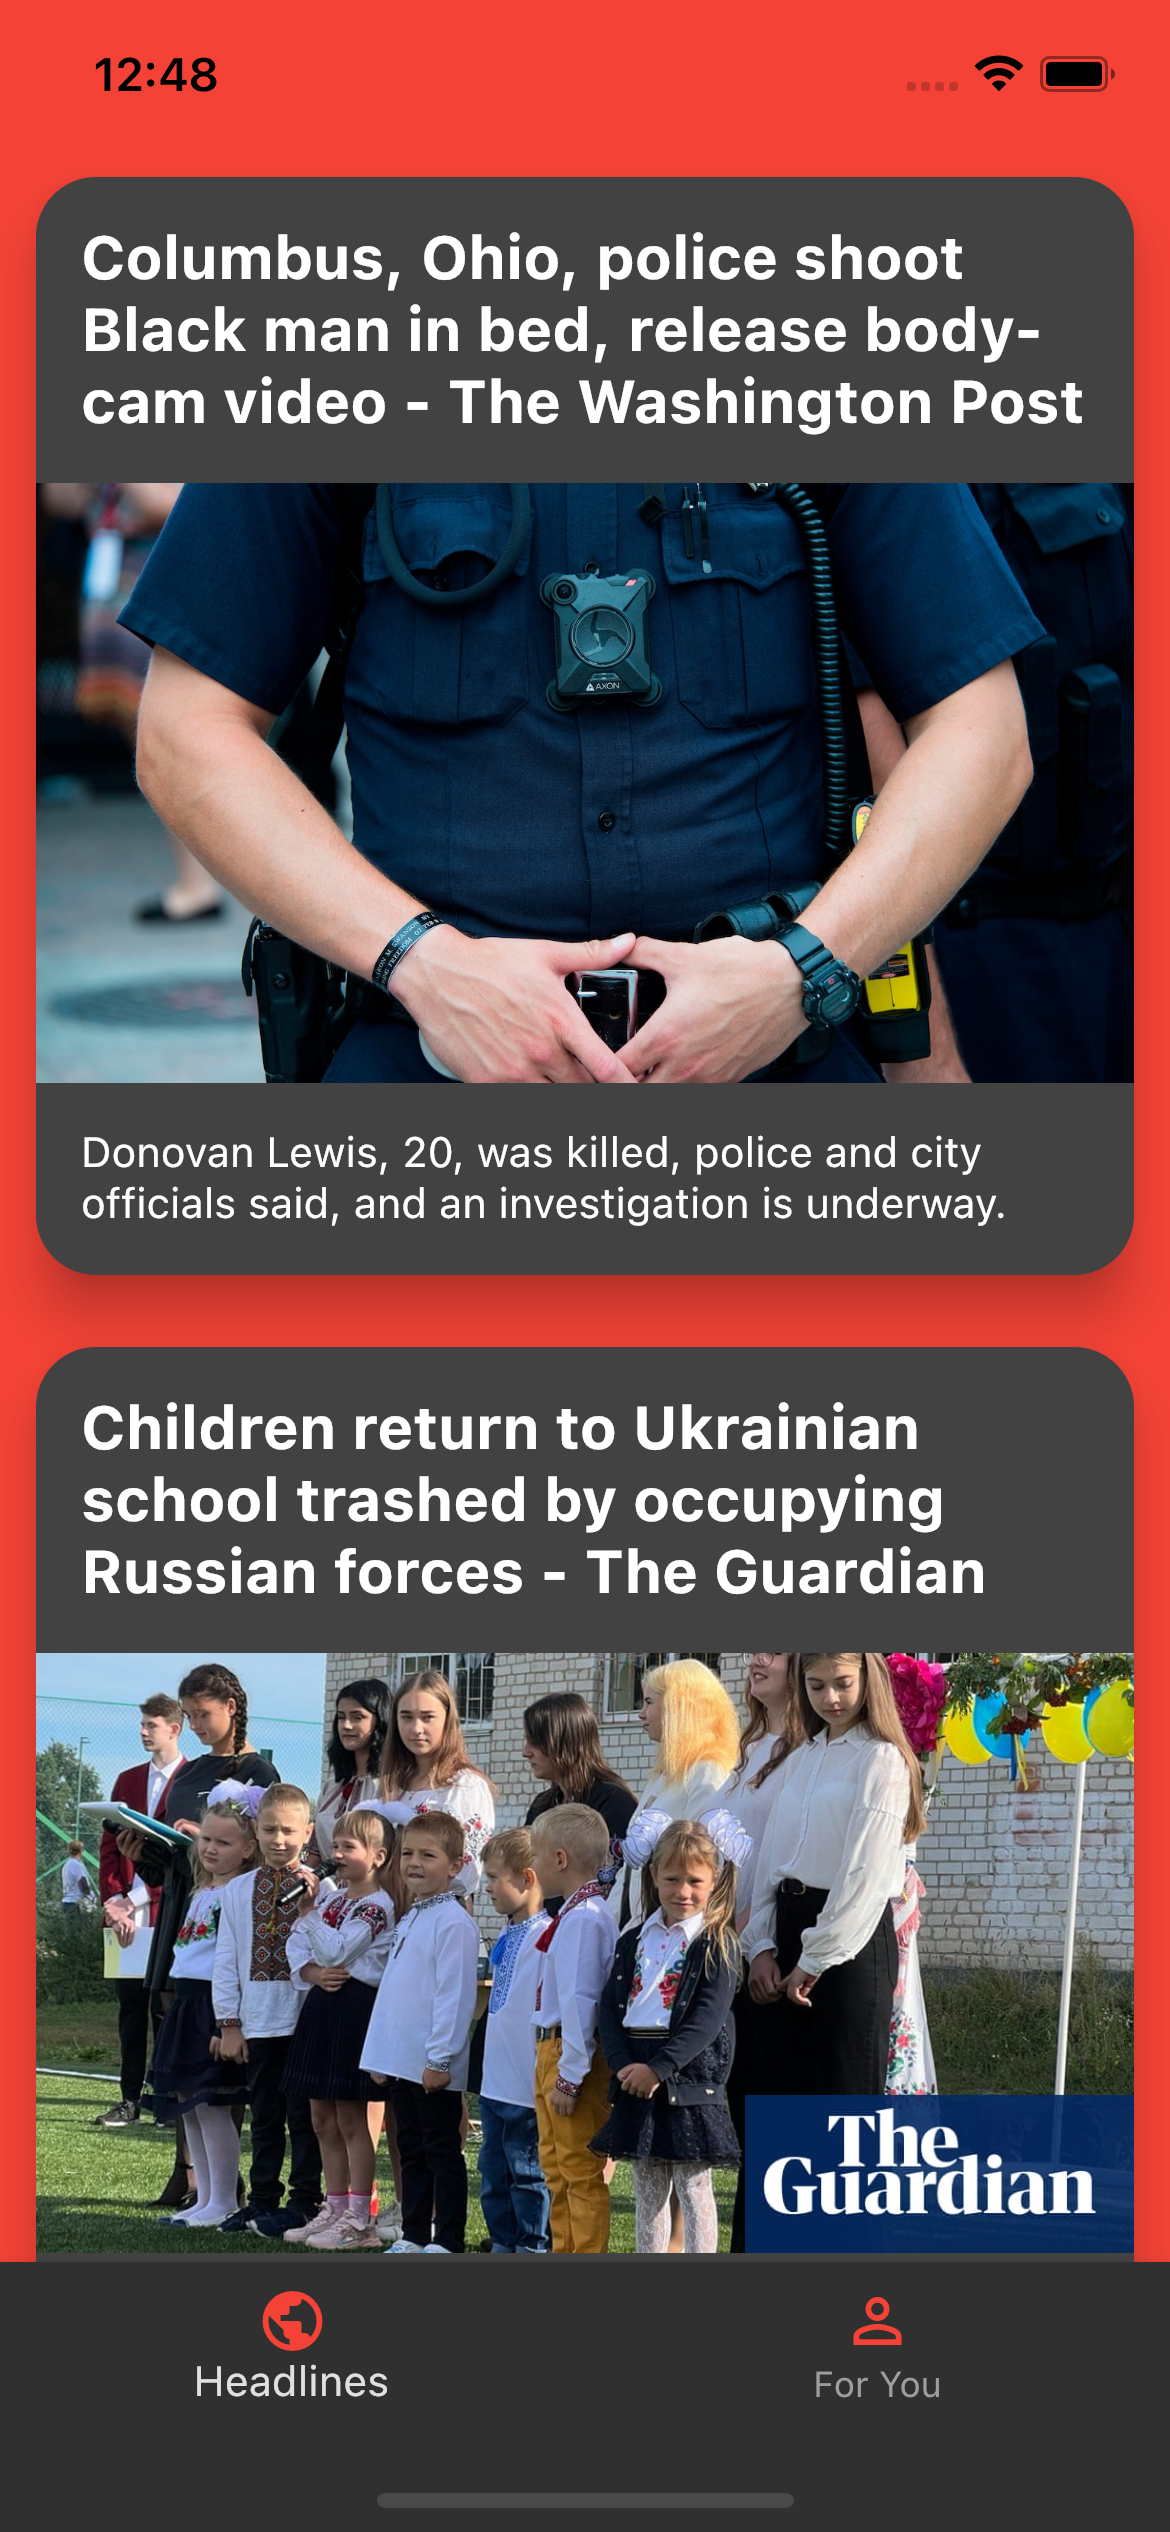 12:48
Columbus, Ohio, police shoot
Black man in bed, release body-
cam video - The Washington Post
AXON
Donovan Lewis, 20, was killed, police and city
officials said, and an investigation is underway.
Children return to Ukrainian
school trashed by occupying
Russian forces - The Guardian
The
Guardian
Headlines
For You